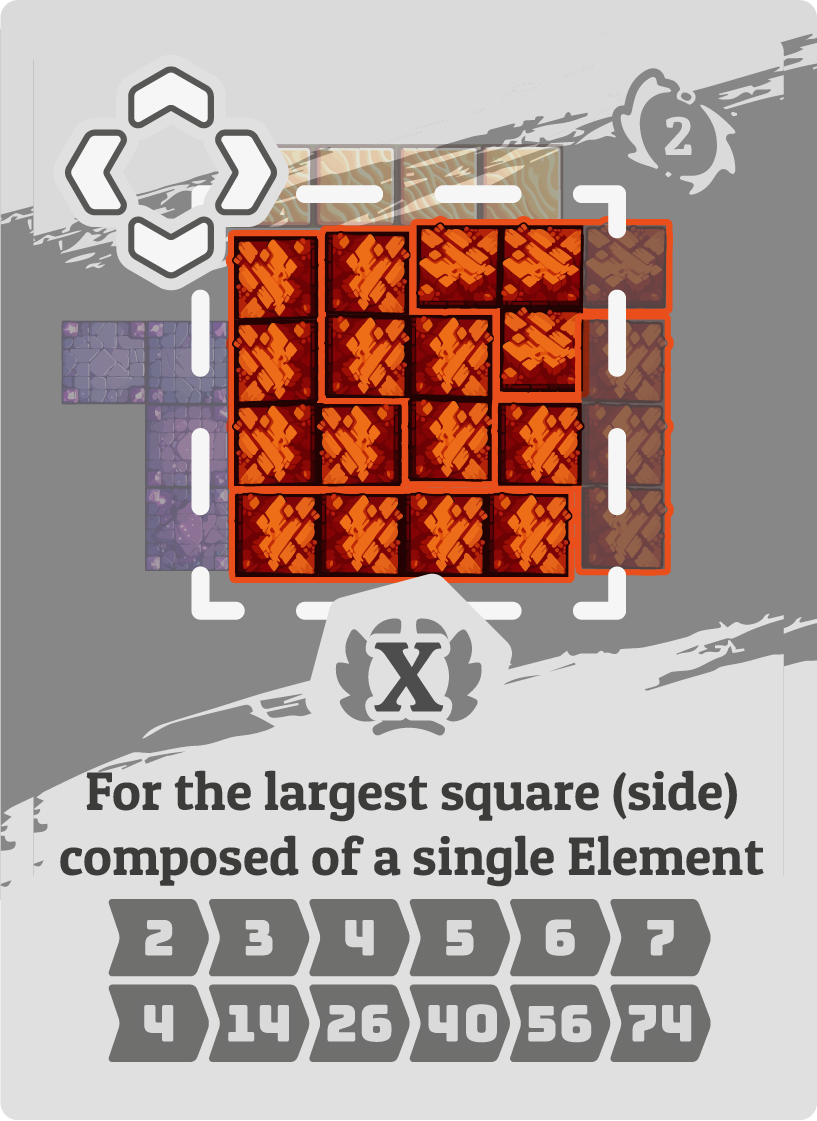 2
X
For the largest square (side)
composed of a single Element
2 3 4 5 6 7
4 14 26 40 56 74